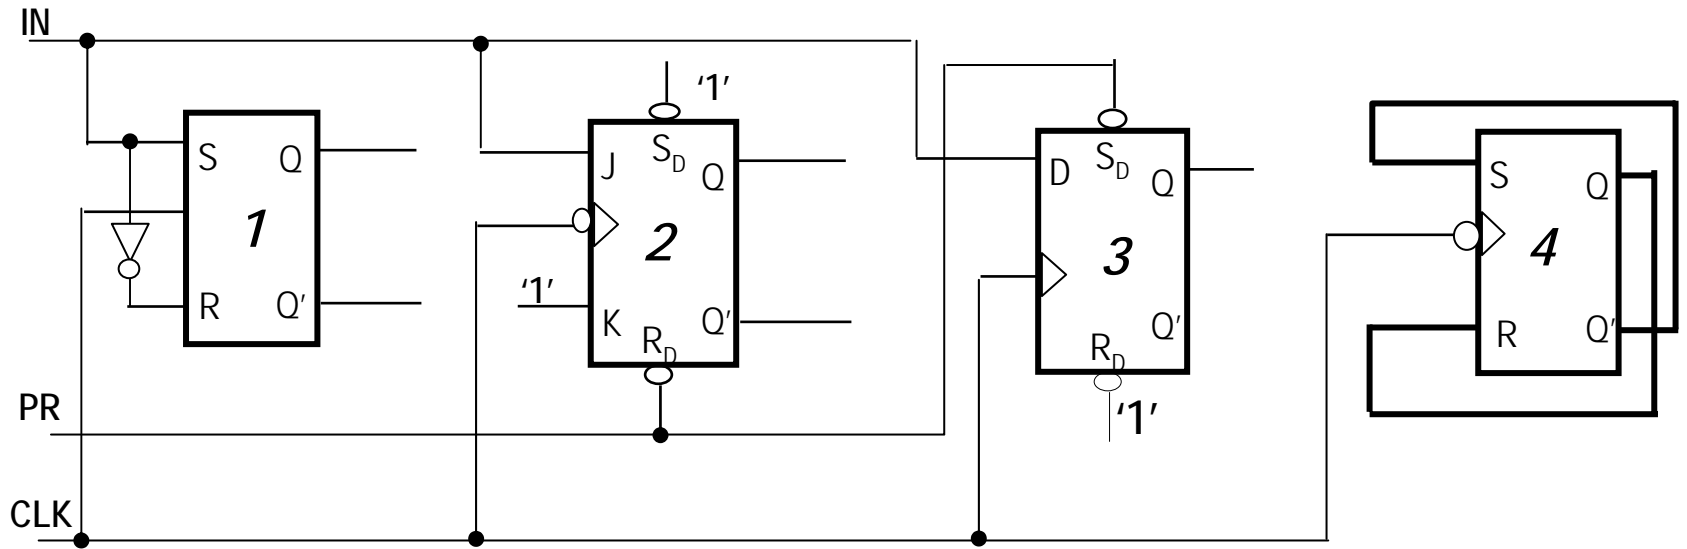 IN
‘1’
S Q
1
R Q'
J S_D Q
2
‘1’
K R_D Q'
D S_D Q
3
R_D Q'
‘1’
S Q
4
R Q'
PR
CLK